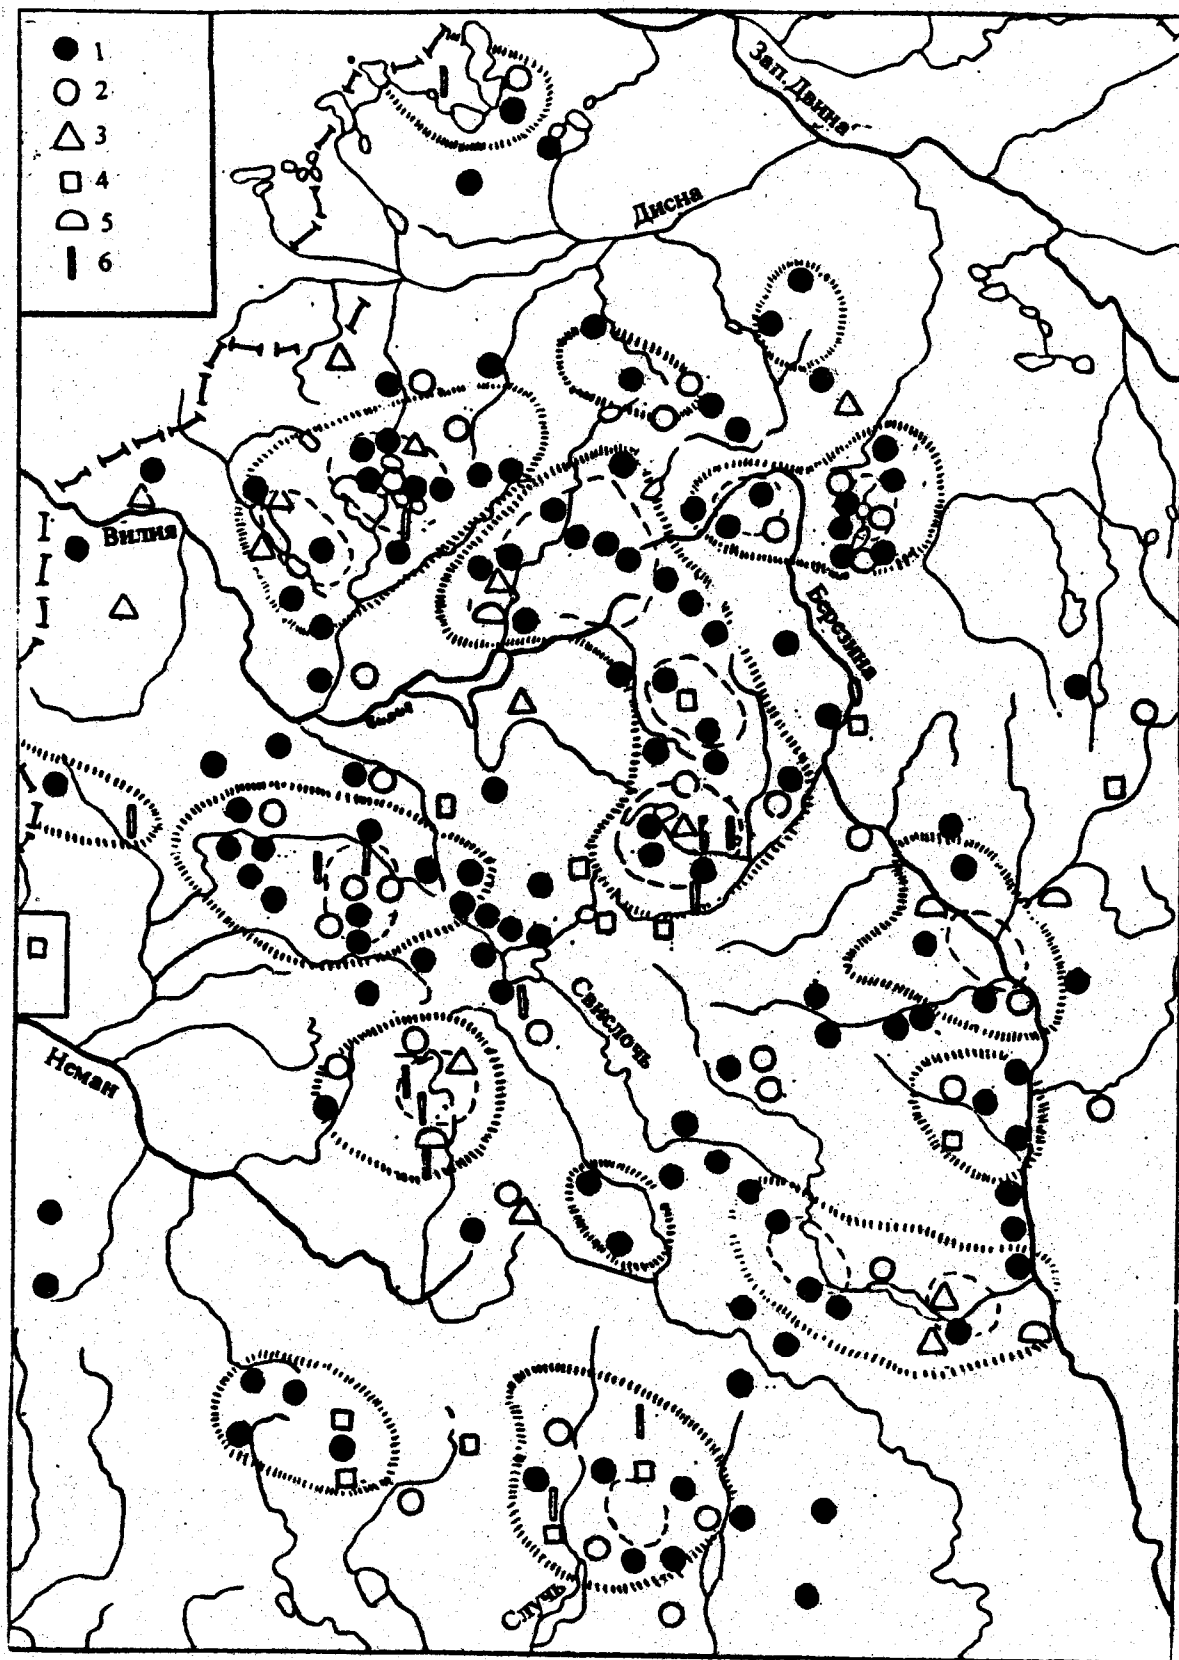 1
2
3
4
5
6
Зап. Двина
Дисна
Вилия
Березина
Свислочь
Неман
Случь